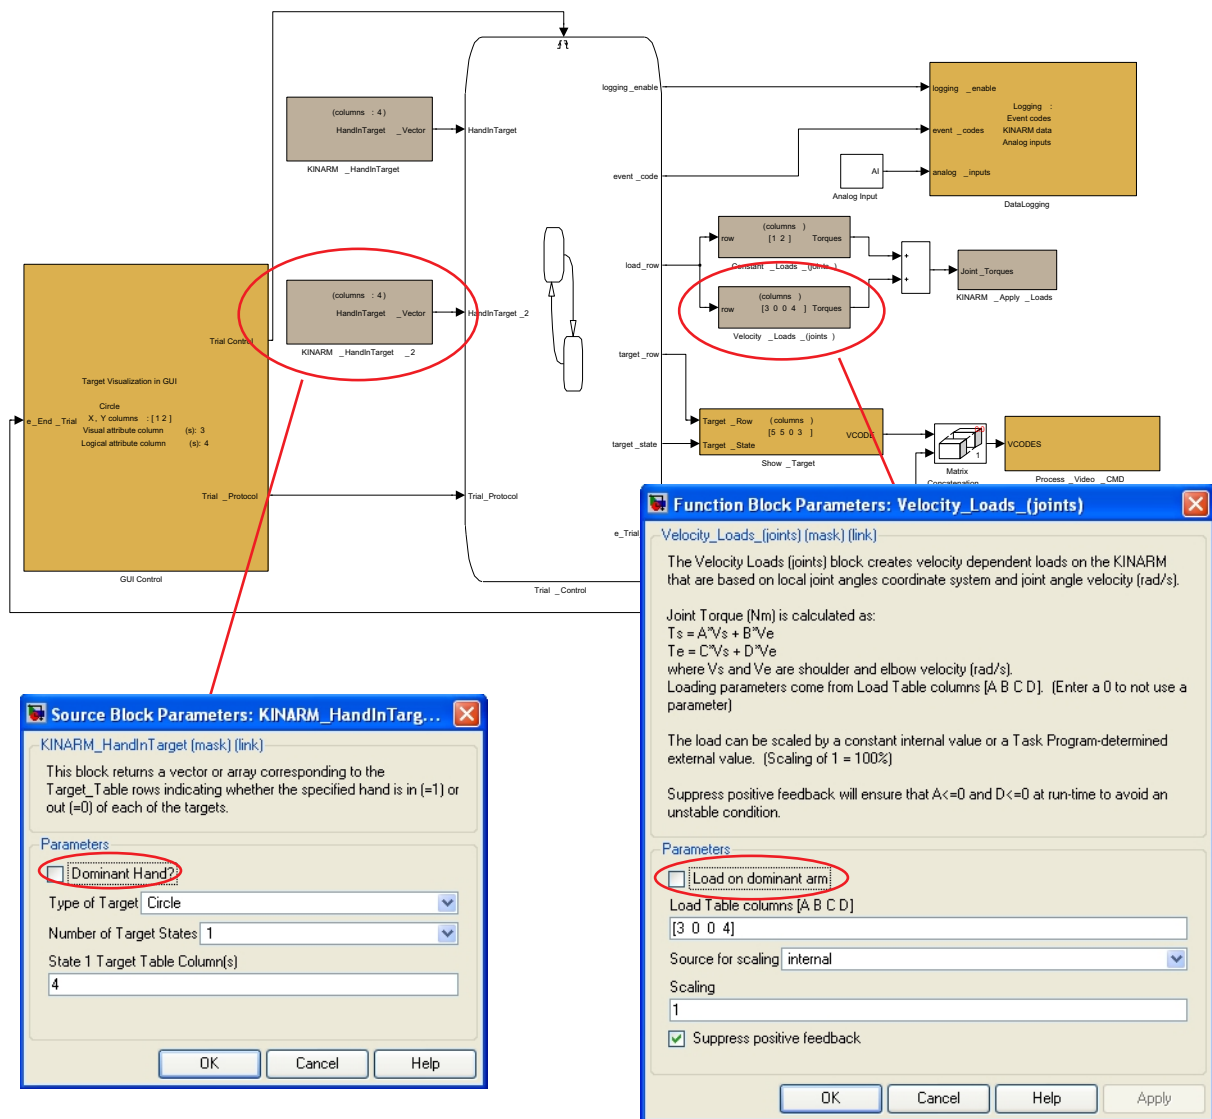 logging_enable
logging _enable
Logging :
Event codes
KINARM data
Analog inputs
(columns : 4)
HandInTarget _Vector
HandInTarget
KINARM _HandInTarget
event _codes
event _code
AI
analog _inputs
Analog Input
DataLogging
(columns )
row
[1 2 ]
Torques
Constant _Loads _(joints )
load_row
+
+
Joint _Torques
KINARM _Apply _Loads
(columns : 4)
HandInTarget _Vector
HandInTarget _2
KINARM _HandInTarget _2
(columns )
row
[3 0 0 4 ]
Torques
Velocity _Loads _(joints )
Trial Control
target _row
Target Visualization in GUI
Circle
X , Y columns : [ 1 2 ]
Visual attribute column (s): 3
Logical attribute column (s): 4
e_End _Trial
Target _Row
(columns )
[5 5 0 3 ]
VCODE
target _state
Target _State
Show _Target
1
Matrix
Concatenation
VCODES
Process _Video _CMD
Trial _Protocol
Trial_Protocol
e_Trial
GUI Control
Trial _Control
Function Block Parameters: Velocity_Loads_(joints)
Velocity_Loads_(joints) (mask) (link)
The Velocity Loads (joints) block creates velocity dependent loads on the KINARM
that are based on local joint angles coordinate system and joint angle velocity (rad/s).
Joint Torque (Nm) is calculated as:
Ts = A*Vs + B*Ve
Te = C*Vs + D*Ve
where Vs and Ve are shoulder and elbow velocity (rad/s).
Loading parameters come from Load Table columns [A B C D]. (Enter a 0 to not use a
parameter)
The load can be scaled by a constant internal value or a Task Program-determined
external value. (Scaling of 1 = 100%)
Suppress positive feedback will ensure that A<=0 and D<=0 at run-time to avoid an
unstable condition.
Parameters
Load on dominant arm
Load Table columns [A B C D]
[3 0 0 4]
Source for scaling internal
Scaling
1
Suppress positive feedback
OK
Cancel
Help
Apply
Source Block Parameters: KINARM_HandInTarg...
KINARM_HandInTarget (mask) (link)
This block returns a vector or array corresponding to the
Target_Table rows indicating whether the specified hand is in (=1) or
out (=0) of each of the targets.
Parameters
Dominant Hand?
Type of Target Circle
Number of Target States 1
State 1 Target Table Column(s)
4
OK
Cancel
Help